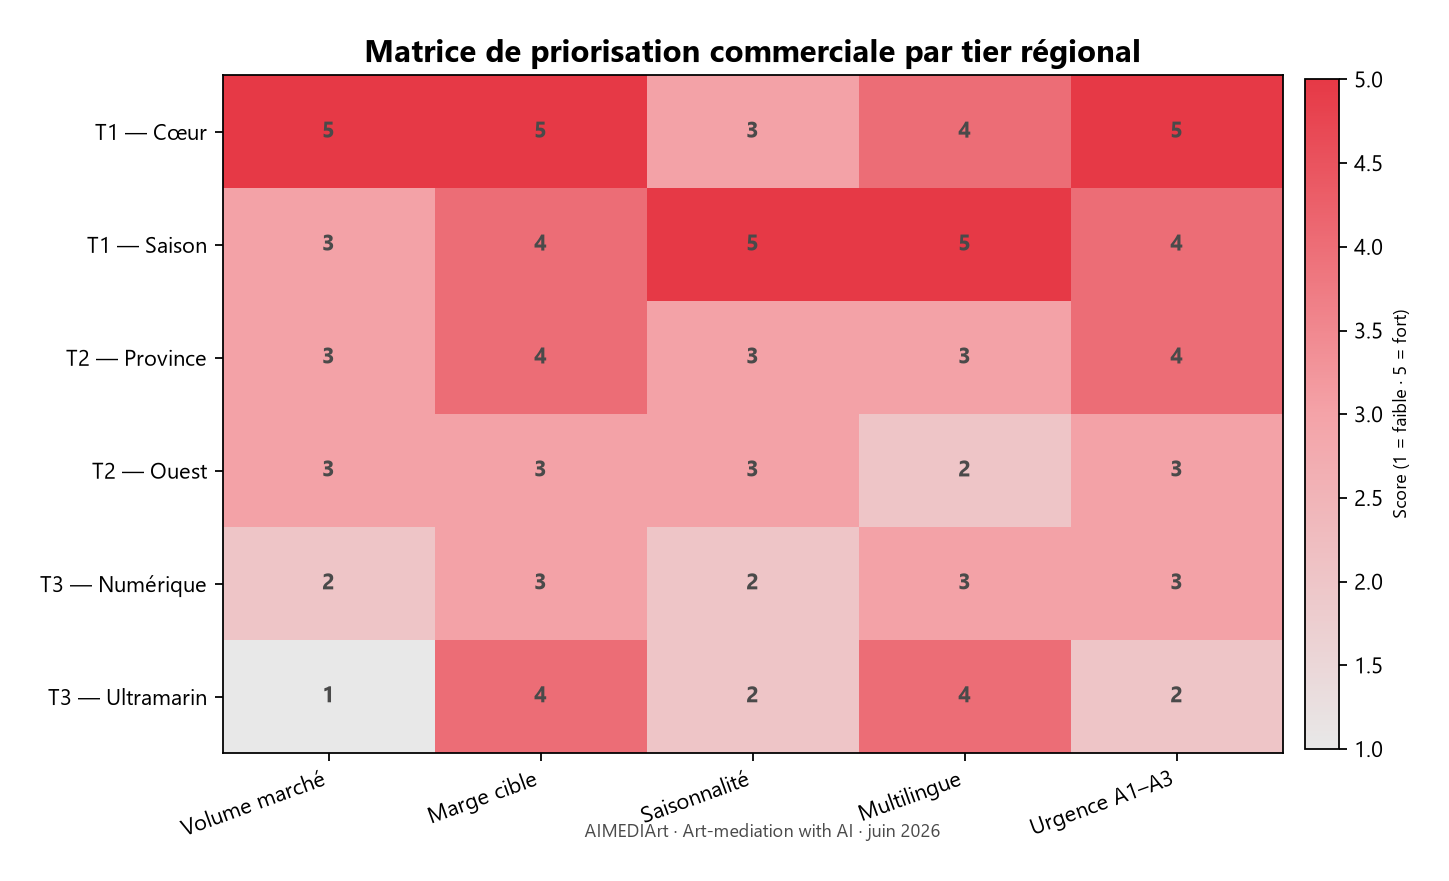 Matrice de priorisation commerciale par tier régional
T1 — Cœur
5 5 3 4 5
T1 — Saison
3 4 5 5 4
T2 — Province
3 4 3 3 4
T2 — Ouest
3 3 3 2 3
T3 — Numérique
2 3 2 3 3
T3 — Ultramarin
1 4 2 4 2
Volume marché
Marge cible
Saisonnalité
Multilingue
Urgence A1–A3
5.0
4.5
4.0
3.5
3.0
2.5
2.0
1.5
1.0
Score (1 = faible · 5 = fort)
AIMEDIArt · Art-mediation with AI · juin 2026